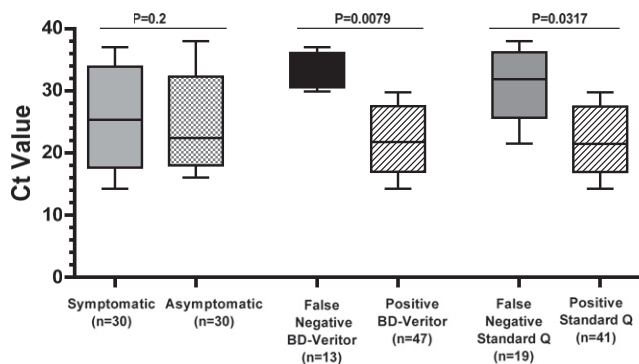 P=0.2
P=0.0079
P=0.0317
Ct Value
40
30
20
10
0
Symptomatic
(n=30)
Asymptomatic
(n=30)
False
Negative
BD-Veritor
(n=13)
Positive
BD-Veritor
(n=47)
False
Negative
Standard Q
(n=19)
Positive
Standard Q
(n=41)